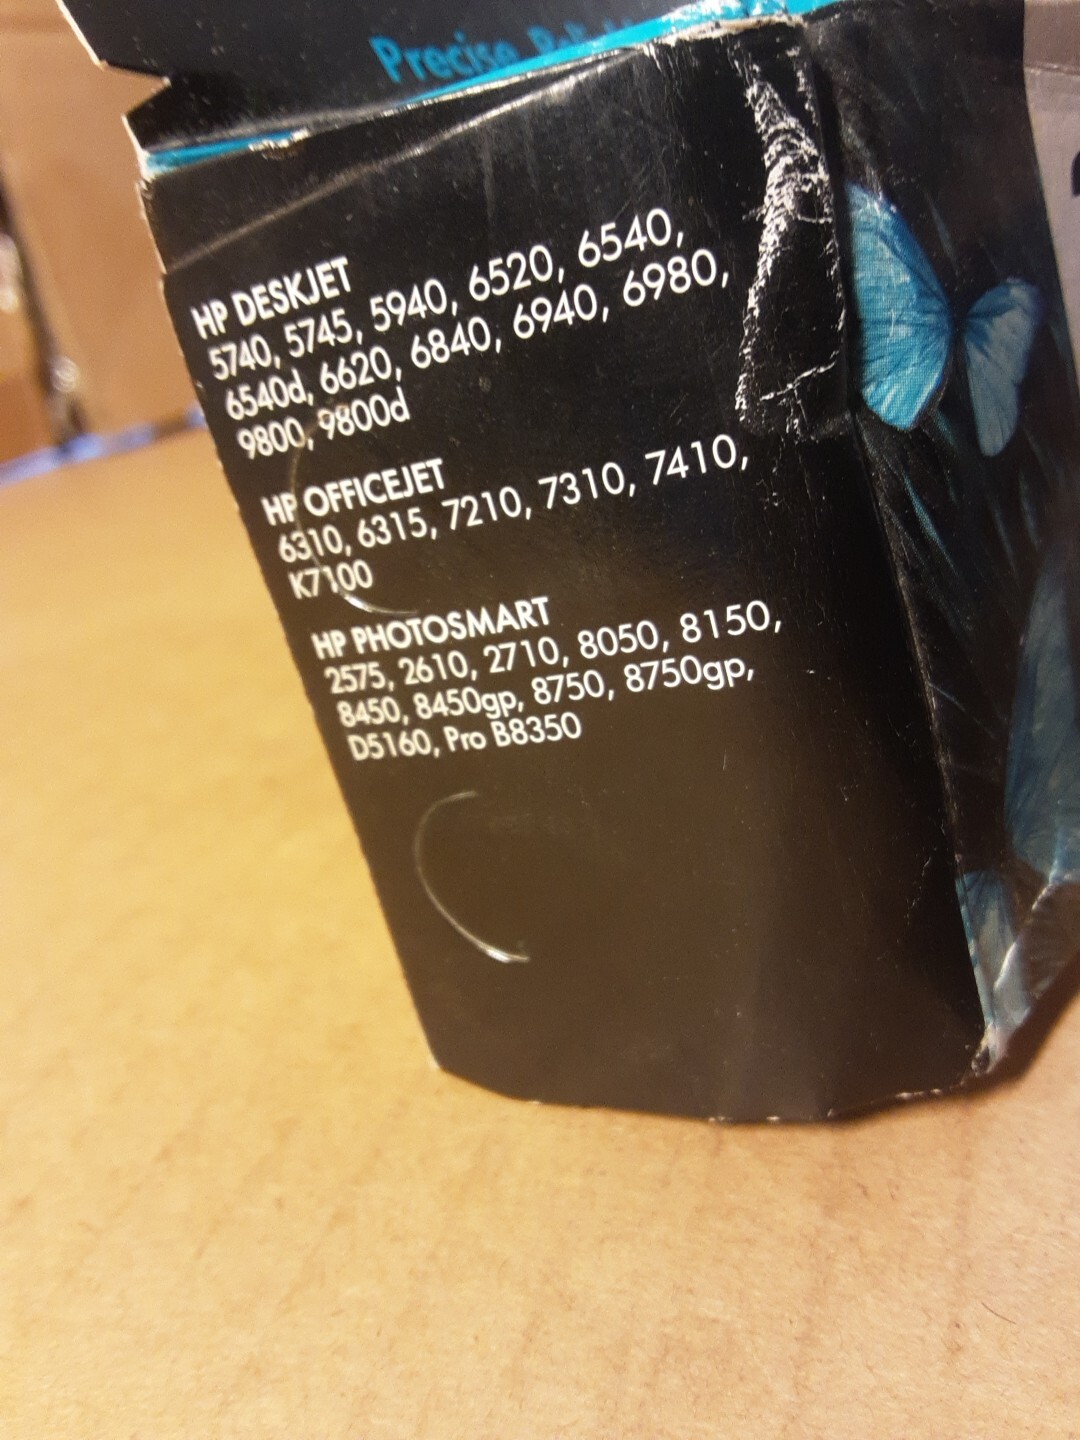 Precise
HP DESKJET
5740, 5745, 5940, 6520, 6540,
6540d, 6620, 6840, 6940, 6980,
9800, 9800d
HP OFFICEJET
6310, 6315, 7210, 7310, 7410,
K7100
HP PHOTOSMART
2575, 2610, 2710, 8050, 8150,
8450, 8450gp, 8750, 8750gp,
D5160, Pro B8350